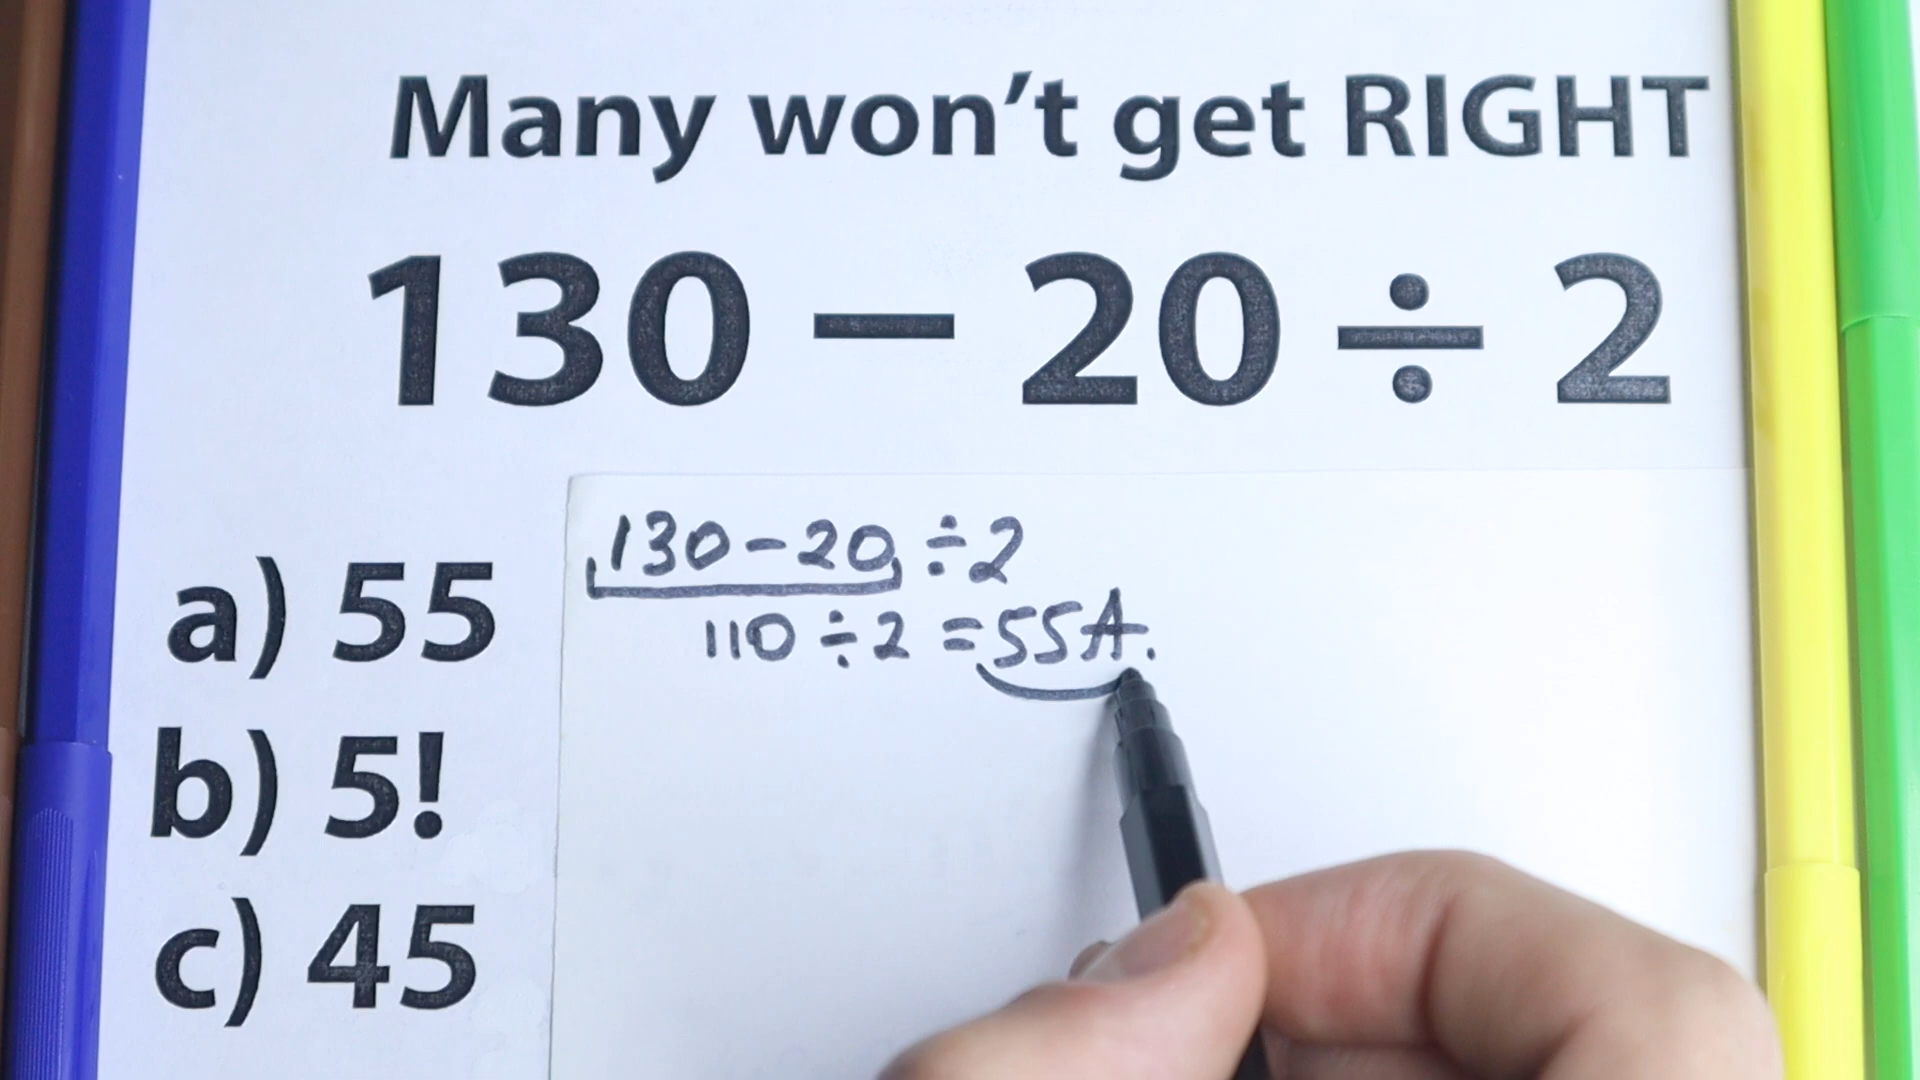 Many won’t get RIGHT
130 − 20 ÷ 2
a) 55
b) 5!
c) 45
130-20 ÷2
110 ÷2 =55A.